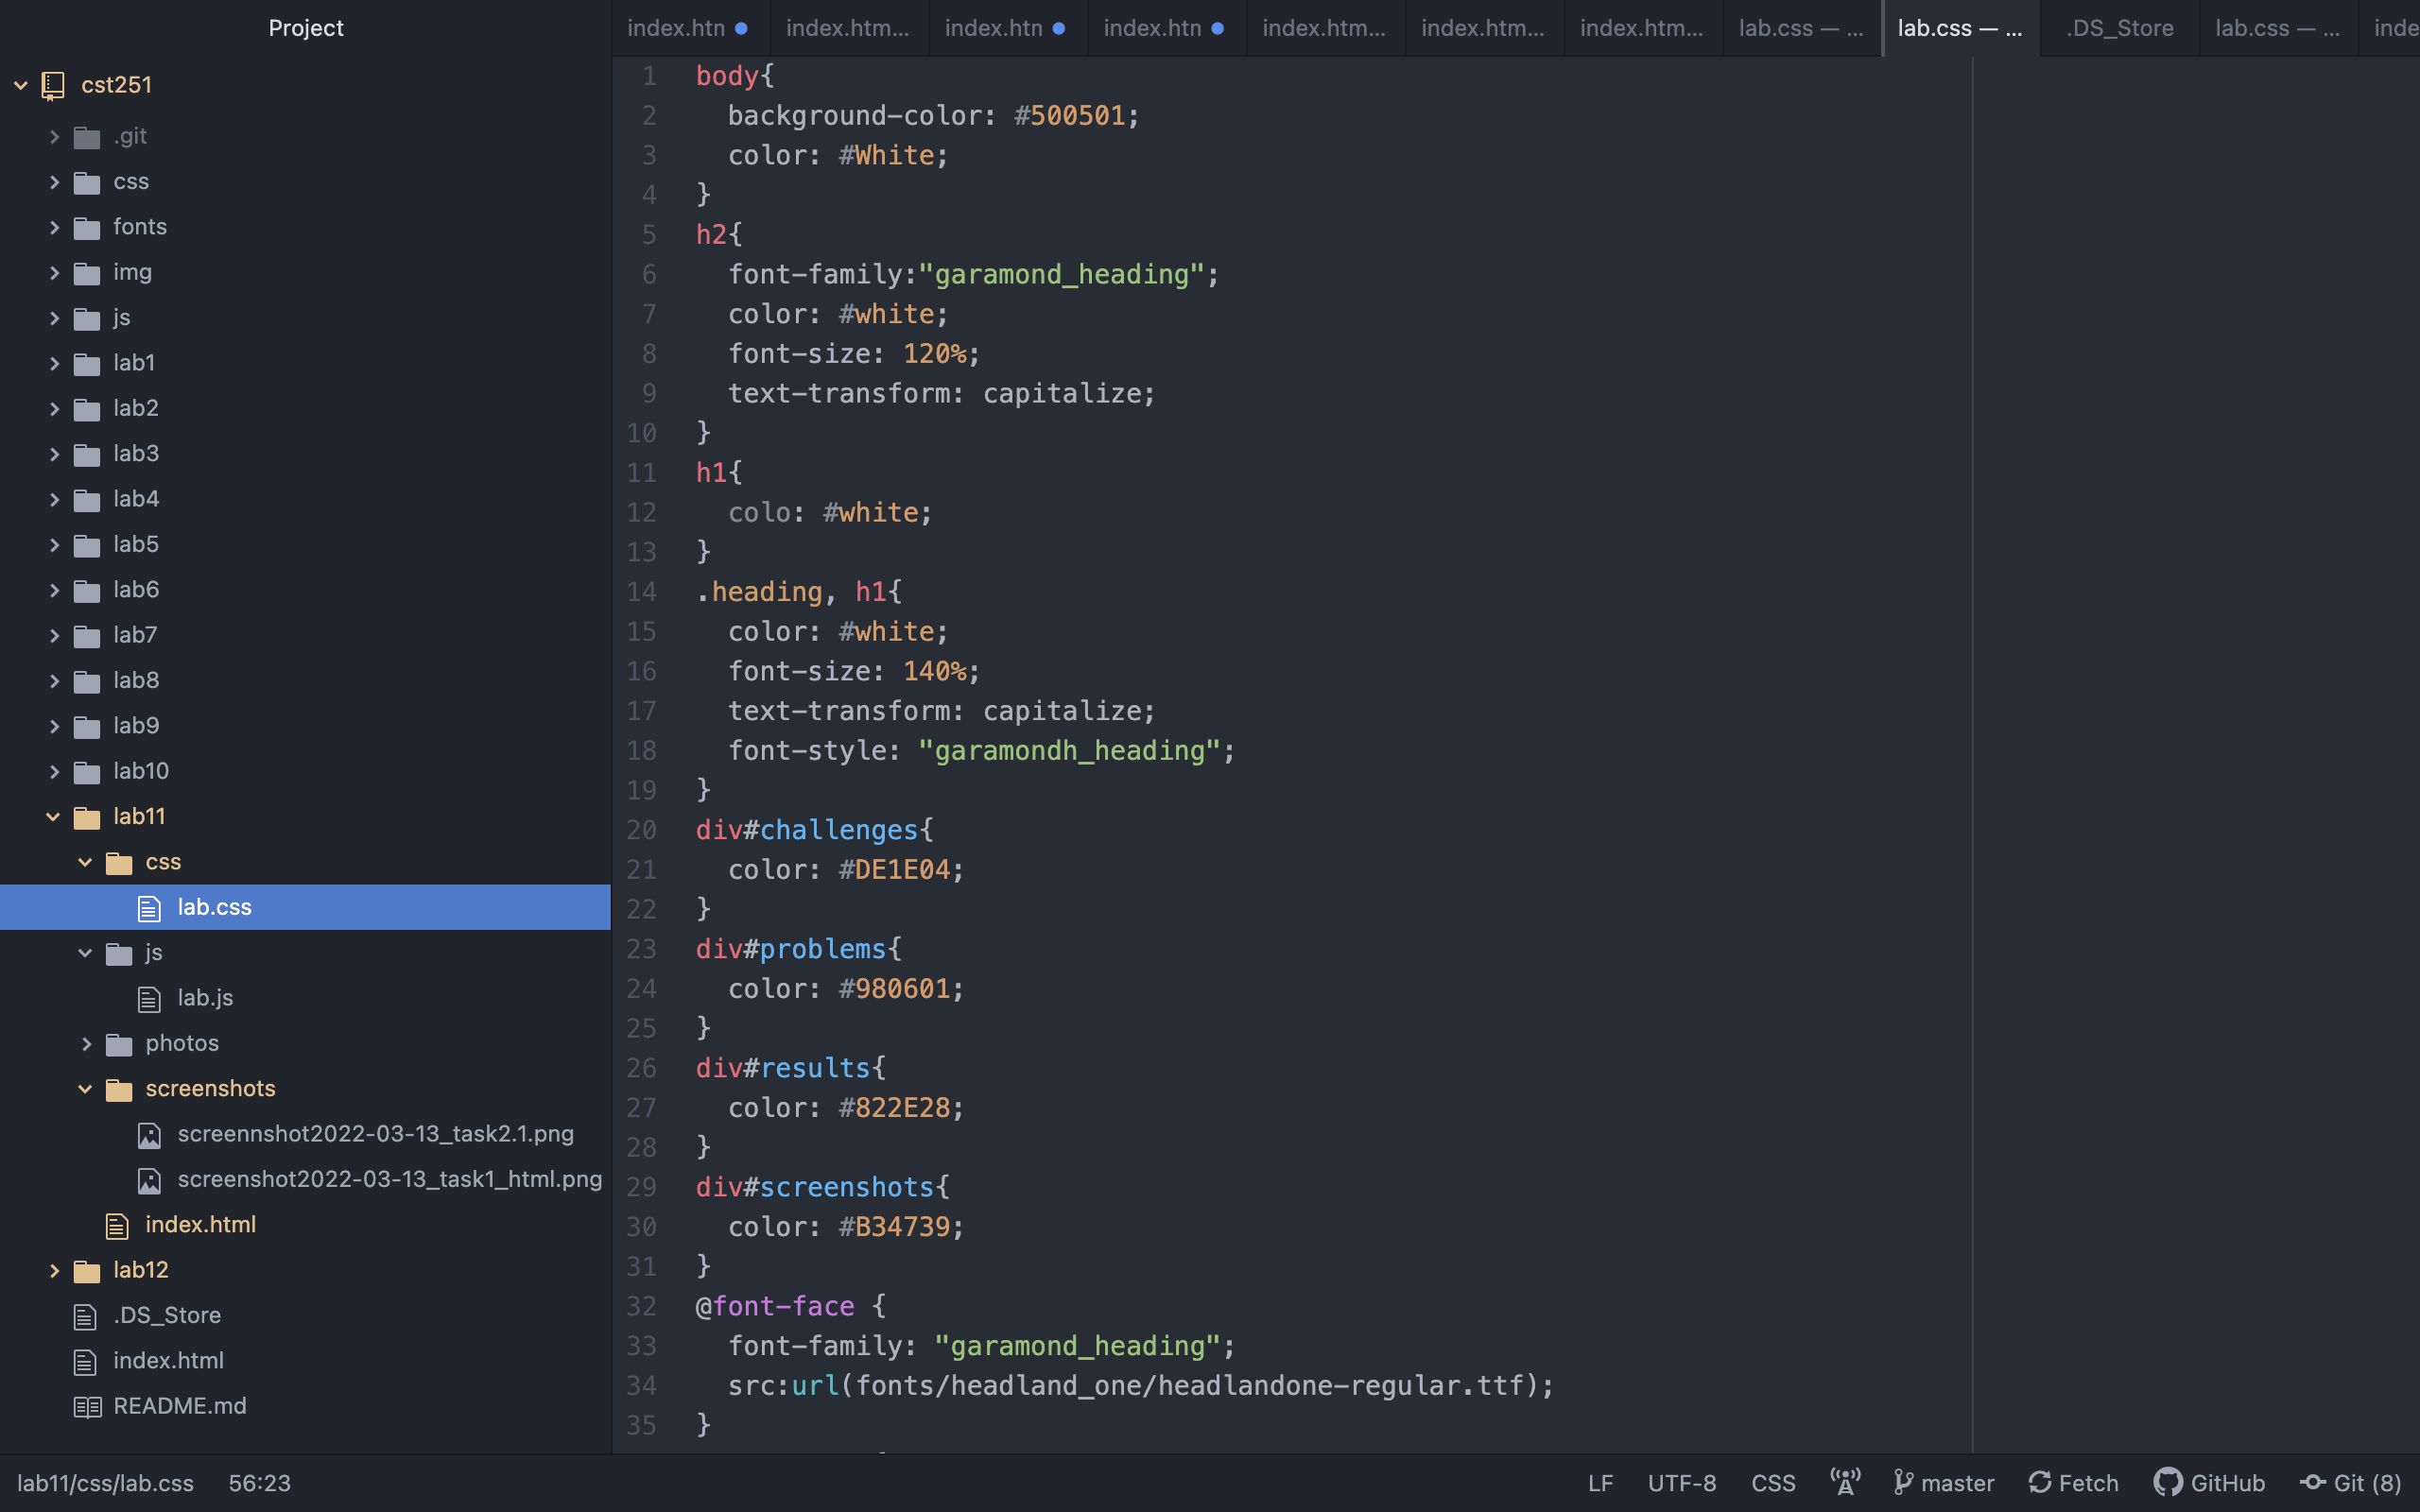 Project
cst251
.git
css
fonts
img
js
lab1
lab2
lab3
lab4
lab5
lab6
lab7
lab8
lab9
lab10
lab11
css
lab.css
js
lab.js
photos
screenshots
screennshot2022-03-13_task2.1.png
screenshot2022-03-13_task1_html.png
index.html
lab12
.DS_Store
index.html
README.md
index.htn index.htm... index.htn index.htn index.htm... index.htm... index.htm... lab.css — ... lab.css — ... .DS_Store lab.css — ... inde
1 body{
2 background-color: #500501;
3 color: #White;
4 }
5 h2{
6 font-family:"garamond_heading";
7 color: #white;
8 font-size: 120%;
9 text-transform: capitalize;
10 }
11 h1{
12 colo: #white;
13 }
14 .heading, h1{
15 color: #white;
16 font-size: 140%;
17 text-transform: capitalize;
18 font-style: "garamondh_heading";
19 }
20 div#challenges{
21 color: #DE1E04;
22 }
23 div#problems{
24 color: #980601;
25 }
26 div#results{
27 color: #822E28;
28 }
29 div#screenshots{
30 color: #B34739;
31 }
32 @font-face {
33 font-family: "garamond_heading";
34 src:url(fonts/headland_one/headlandone-regular.ttf);
35 }
lab11/css/lab.css 56:23 LF UTF-8 CSS master Fetch GitHub Git (8)